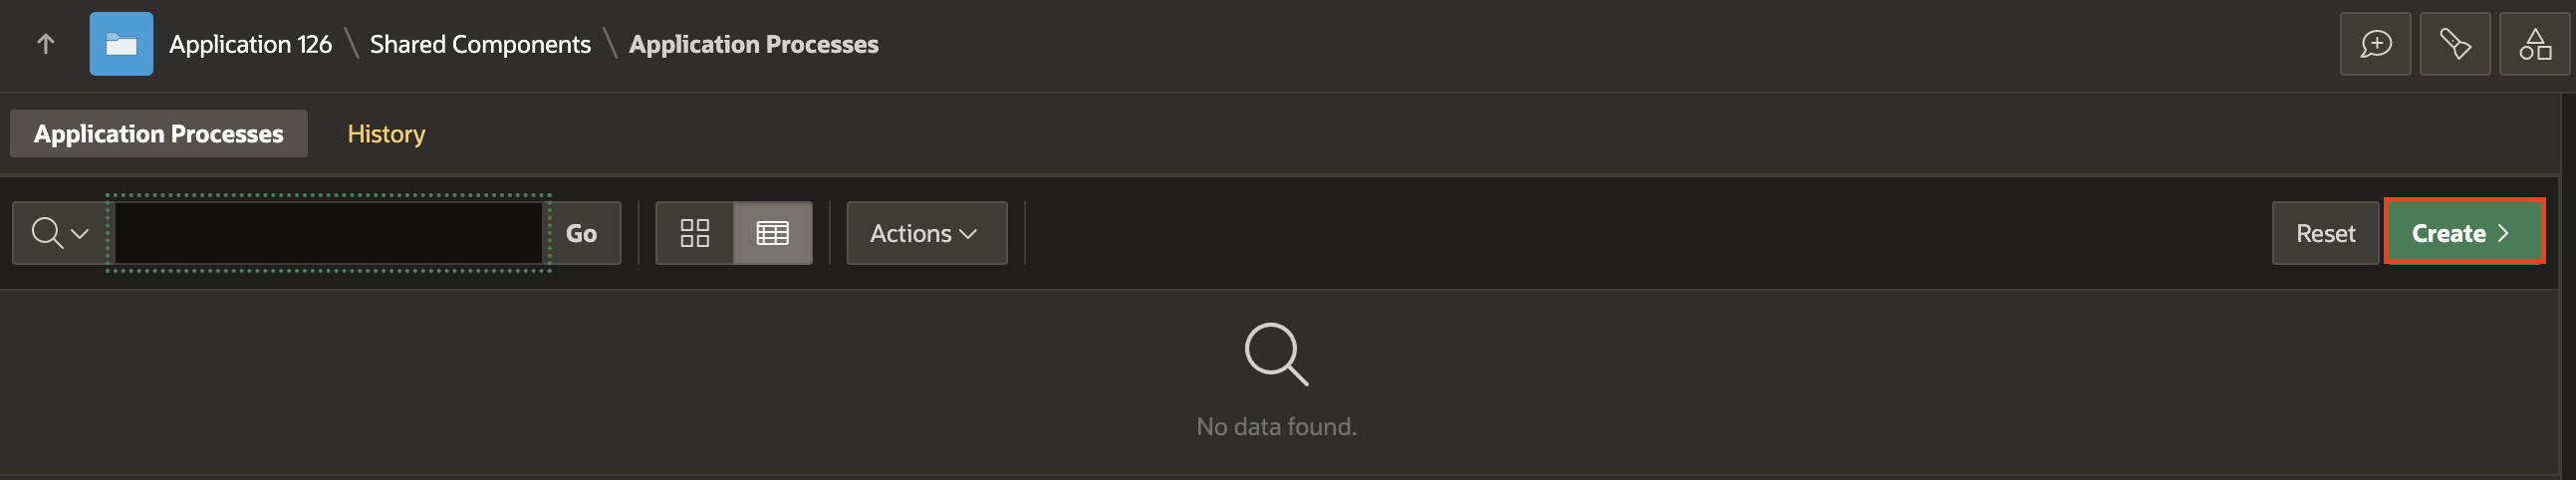 Application 126 \ Shared Components \ Application Processes
Application Processes History
Go Actions Reset Create
No data found.